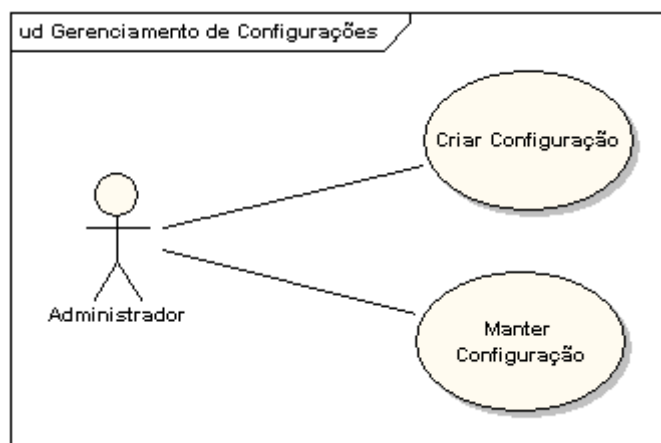 ud Gerenciamento de Configurações
Criar Configuração
Administrador
Manter
Configuração